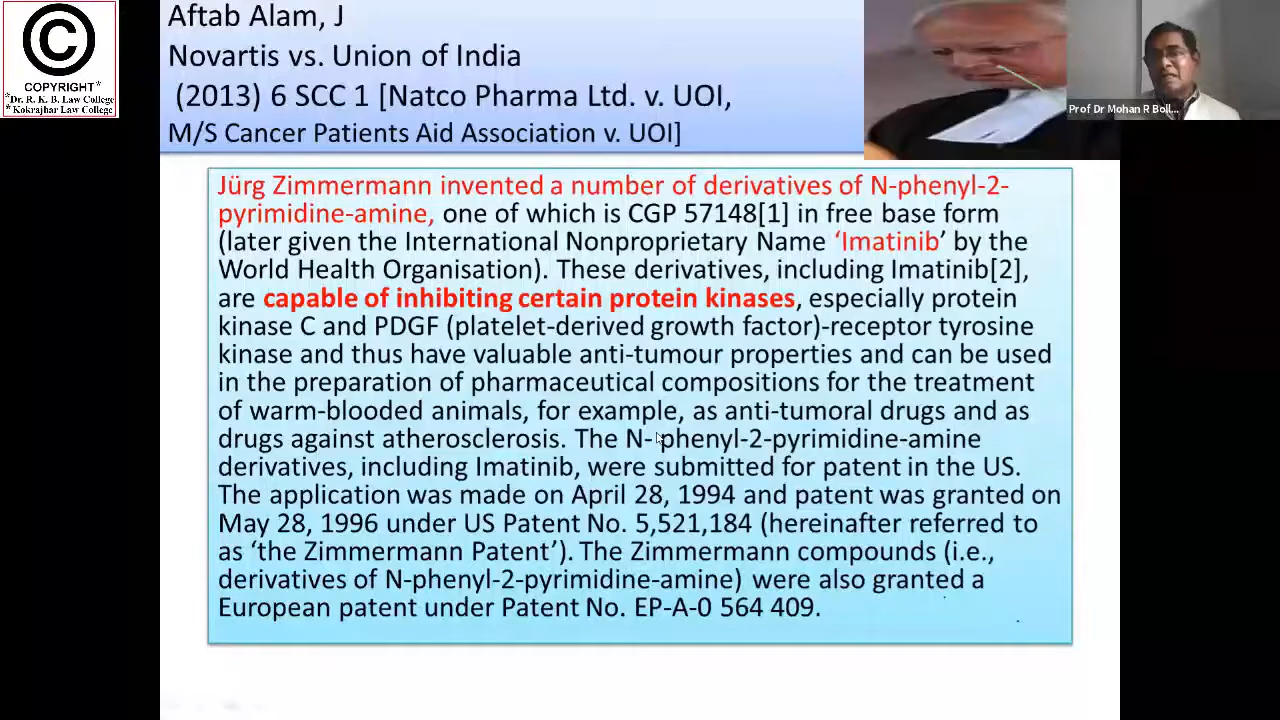 COPYRIGHT*
*Dr. R. K. B. Law College
*Kokrajhar Law College
Aftab Alam, J
Novartis vs. Union of India
(2013) 6 SCC 1 [Natco Pharma Ltd. v. UOI,
M/S Cancer Patients Aid Association v. UOI]
Prof Dr Mohan R Boll...
Jürg Zimmermann invented a number of derivatives of N-phenyl-2-
pyrimidine-amine, one of which is CGP 57148[1] in free base form
(later given the International Nonproprietary Name ‘Imatinib’ by the
World Health Organisation). These derivatives, including Imatinib[2],
are capable of inhibiting certain protein kinases, especially protein
kinase C and PDGF (platelet-derived growth factor)-receptor tyrosine
kinase and thus have valuable anti-tumour properties and can be used
in the preparation of pharmaceutical compositions for the treatment
of warm-blooded animals, for example, as anti-tumoral drugs and as
drugs against atherosclerosis. The N- phenyl-2-pyrimidine-amine
derivatives, including Imatinib, were submitted for patent in the US.
The application was made on April 28, 1994 and patent was granted on
May 28, 1996 under US Patent No. 5,521,184 (hereinafter referred to
as ‘the Zimmermann Patent’). The Zimmermann compounds (i.e.,
derivatives of N-phenyl-2-pyrimidine-amine) were also granted a
European patent under Patent No. EP-A-0 564 409.